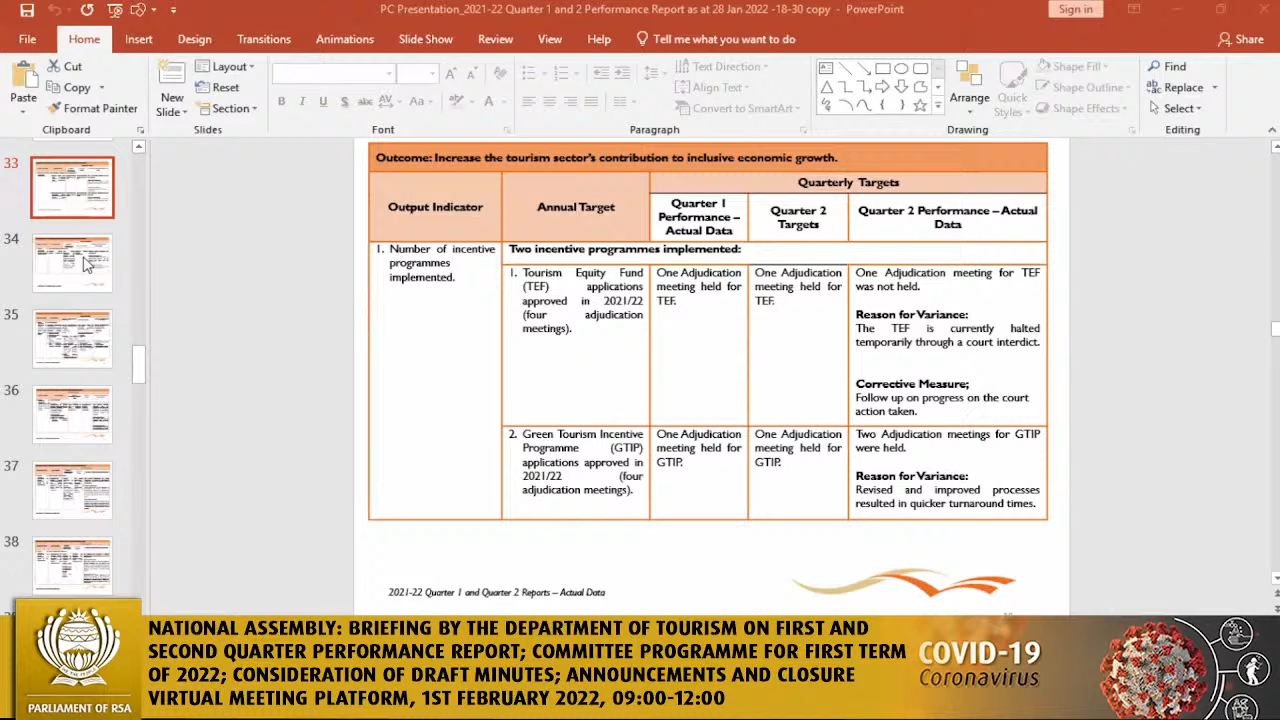 PC Presentation_2021-22 Quarter 1 and 2 Performance Report as at 28 Jan 2022 -18-30 copy - PowerPoint
Sign in
File Home Insert Design Transitions Animations Slide Show Review View Help Tell me what you want to do
Share
Paste
Cut
Copy
Format Painter
Clipboard
New
Slide
Layout
Reset
Section
Slides
Font
Text Direction
Align Text
Convert to SmartArt
Paragraph
Arrange
Quick
Styles
Shape Fill
Shape Outline
Shape Effects
Drawing
Find
Replace
Select
Editing
33
34
35
36
37
38
Outcome: Increase the tourism sector's contribution to inclusive economic growth.
Output Indicator
Annual Target
Quarterly Targets
Quarter 1
Performance –
Actual Data
Quarter 2
Targets
Quarter 2 Performance – Actual
Data
1. Number of incentive
programmes
implemented.
Two incentive programmes implemented:
1. Tourism Equity Fund
(TEF) applications
approved in 2021/22
(four adjudication
meetings).
One Adjudication
meeting held for
TEF.
One Adjudication
meeting held for
TEF.
One Adjudication meeting for TEF
was not held.
Reason for Variance:
The TEF is currently halted
temporarily through a court interdict.
Corrective Measure;
Follow up on progress on the court
action taken.
2. Green Tourism Incentive
Programme (GTIP)
applications approved in
2021/22 (four
adjudication meetings).
One Adjudication
meeting held for
GTIP.
One Adjudication
meeting held for
GTIP.
Two Adjudication meetings for GTIP
were held.
Reason for Variance:
Revised and improved processes
resulted in quicker turnaround times.
2021-22 Quarter 1 and Quarter 2 Reports – Actual Data
PARLIAMENT OF RSA
NATIONAL ASSEMBLY: BRIEFING BY THE DEPARTMENT OF TOURISM ON FIRST AND
SECOND QUARTER PERFORMANCE REPORT; COMMITTEE PROGRAMME FOR FIRST TERM
OF 2022; CONSIDERATION OF DRAFT MINUTES; ANNOUNCEMENTS AND CLOSURE
VIRTUAL MEETING PLATFORM, 1ST FEBRUARY 2022, 09:00-12:00
COVID-19
Coronavirus